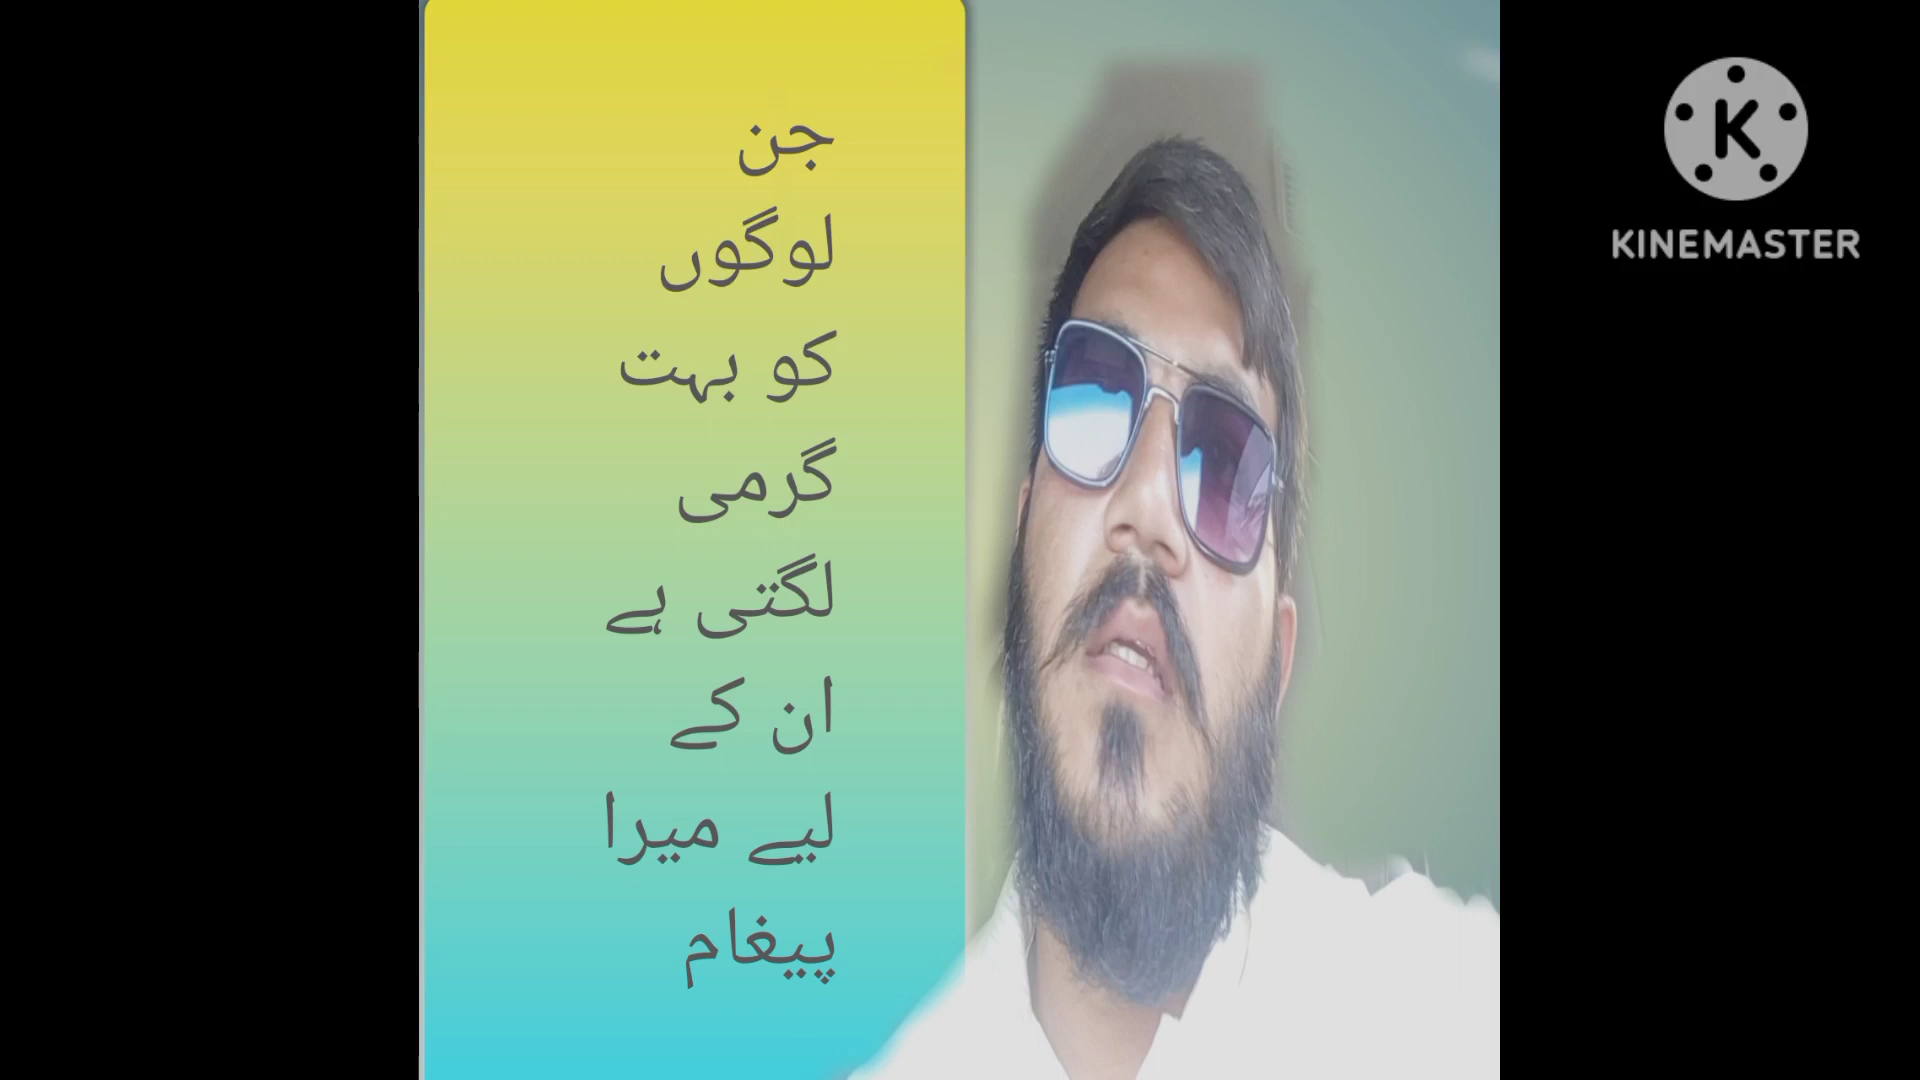 جن
لوگوں
کو بہت
گرمی
لگتی ہے
ان کے
لیے میرا
پیغام
KINEMASTER